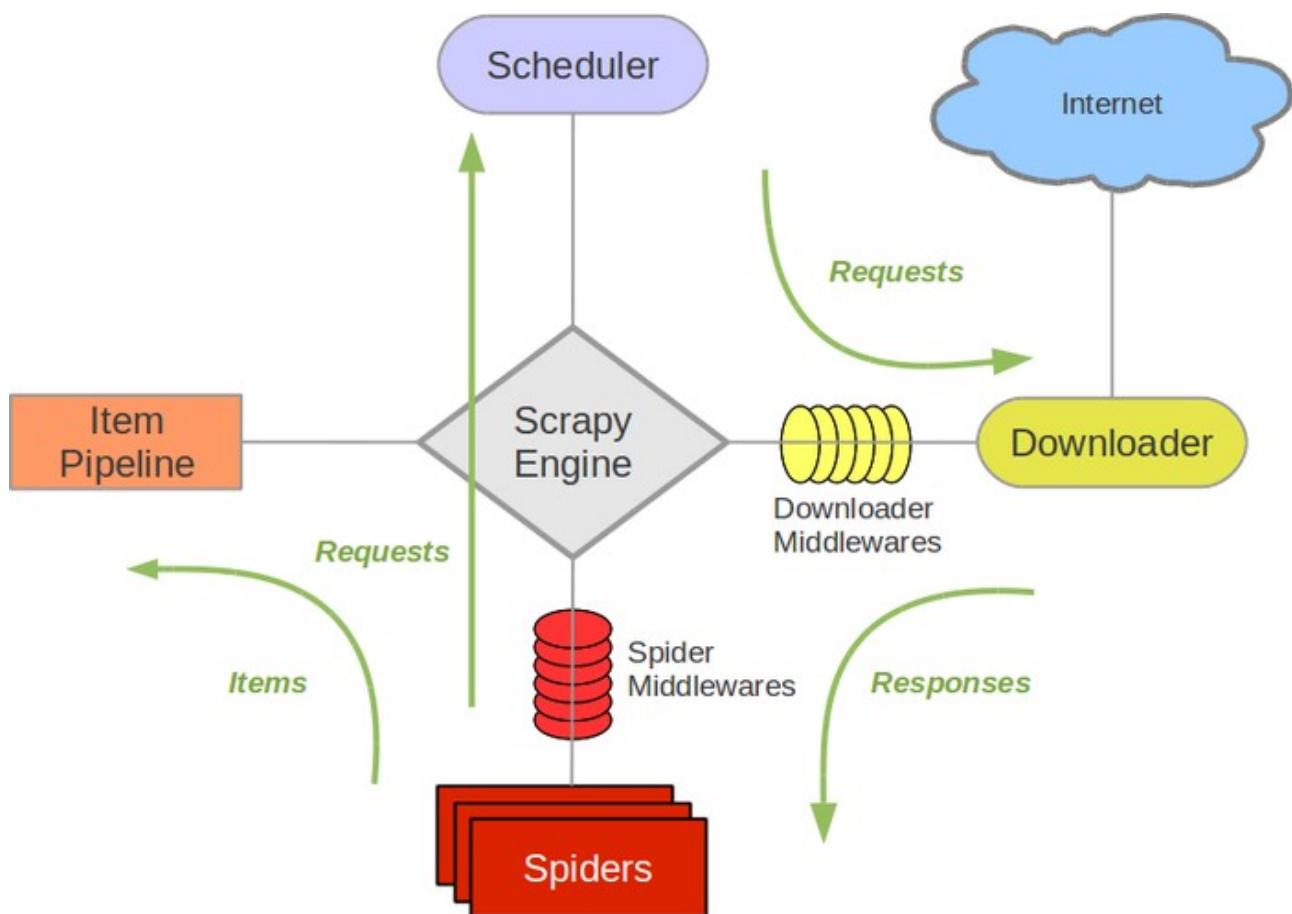 Scheduler
Internet
Requests
Item
Pipeline
Scrapy
Engine
Downloader
Downloader
Middlewares
Requests
Items
Spider
Middlewares
Responses
Spiders